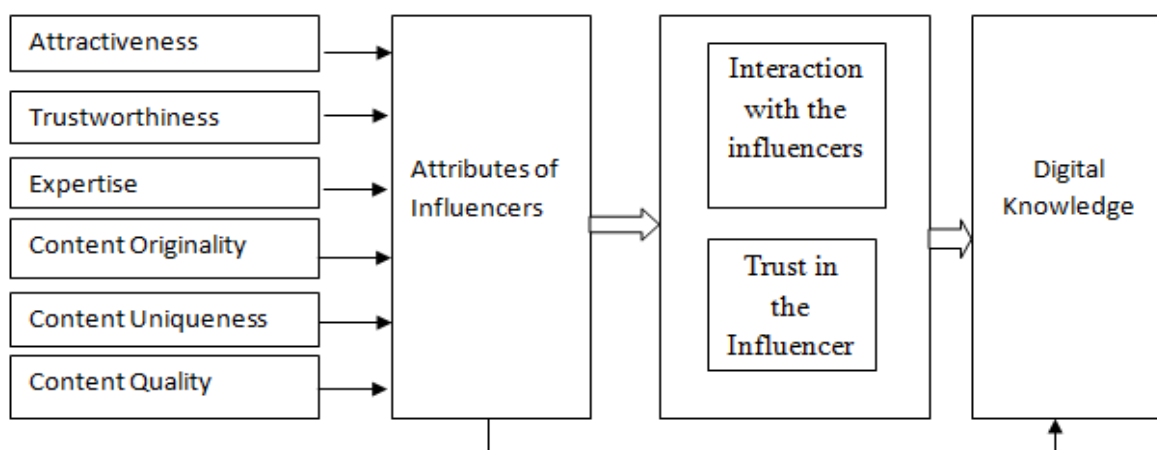 Attractiveness
Trustworthiness
Expertise
Content Originality
Content Uniqueness
Content Quality
Attributes of
Influencers
Interaction
with the
influencers
Trust in
the
Influencer
Digital
Knowledge